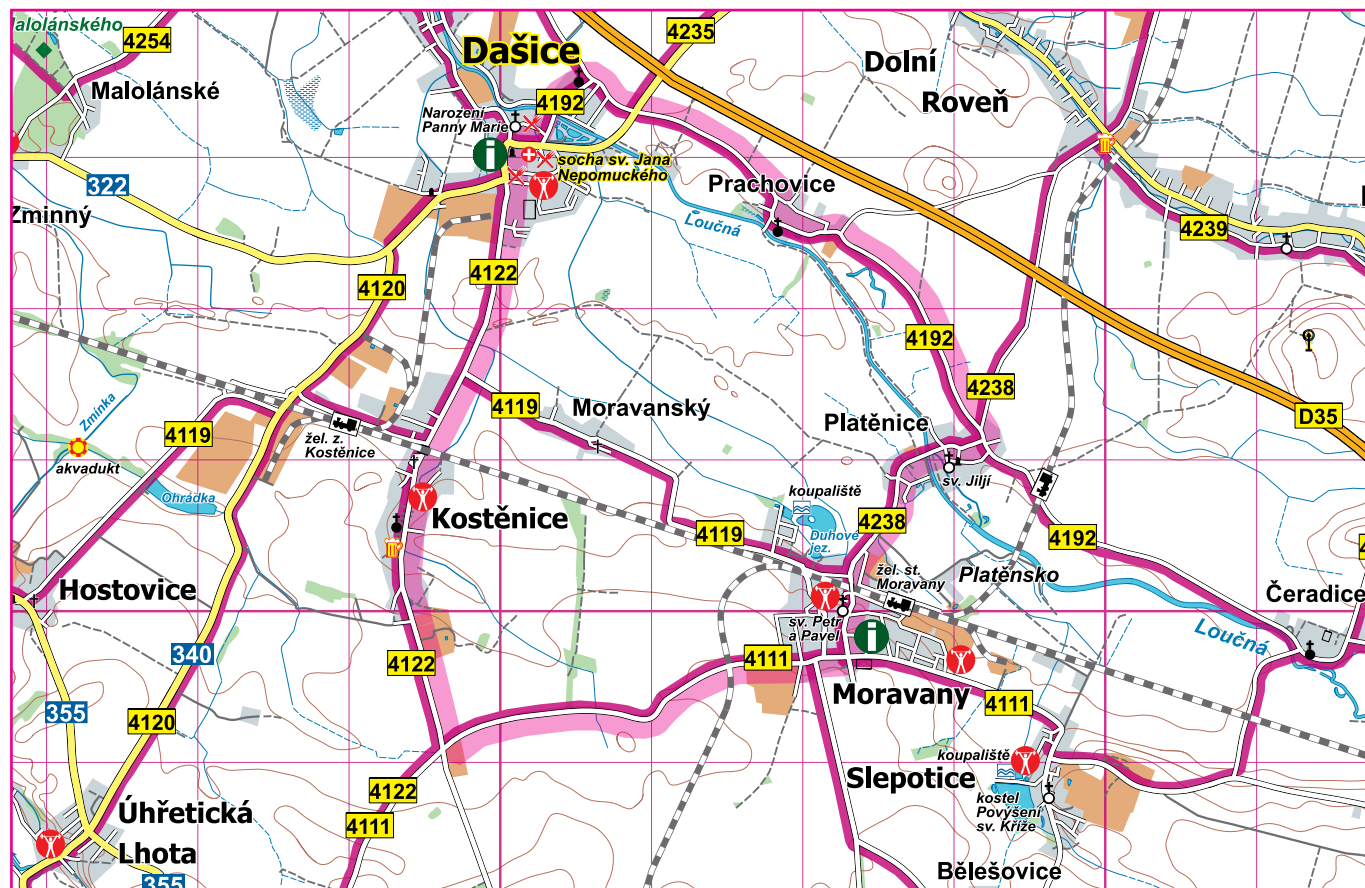 alolánského
4254
Dašice
4235
Dolní
Roveň
Malolánské
Narození
Panny Marie
4192
socha sv. Jana
Nepomuckého
322
Prachovice
Zminný
Loučná
4239
4122
4120
4192
4238
Zminka
4119
4119
Moravanský
Platěnice
D35
žel. z.
Kostěnice
akvadukt
Ohrádka
sv. Jiljí
koupaliště
Kostěnice
4119
Duhové
jez.
4238
4192
žel. st.
Moravany
Platěnsko
Hostovice
Čeradice
sv. Petr
a Pavel
Loučná
340
4122
4111
Moravany
4111
355
4120
koupaliště
Slepotice
4122
4111
kostel
Povýšení
sv. Kříže
Úhřetická
Lhota
Bělešovice
355